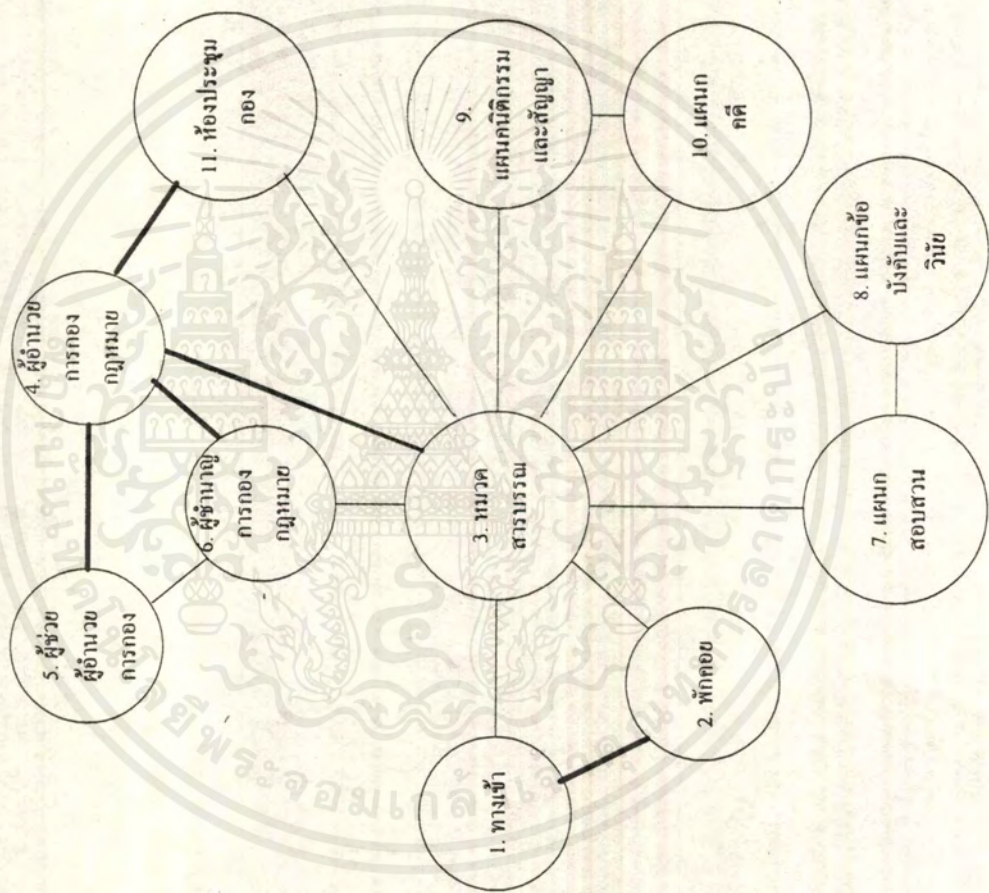 1. ทางเข้า
2. พักคอย
3. หมวด
สารบรรณ
4. ผู้อำนวย
การกอง
กฎหมาย
5. ผู้ช่วย
ผู้อำนวย
การกอง
6. ผู้ชำนาญ
การกอง
กฎหมาย
7. แผนก
สอบสวน
8. แผนกข้อ
บังคับและ
วินัย
9.
แผนกนิติกรรม
และสัญญา
10. แผนก
คดี
11. ห้องประชุม
กอง